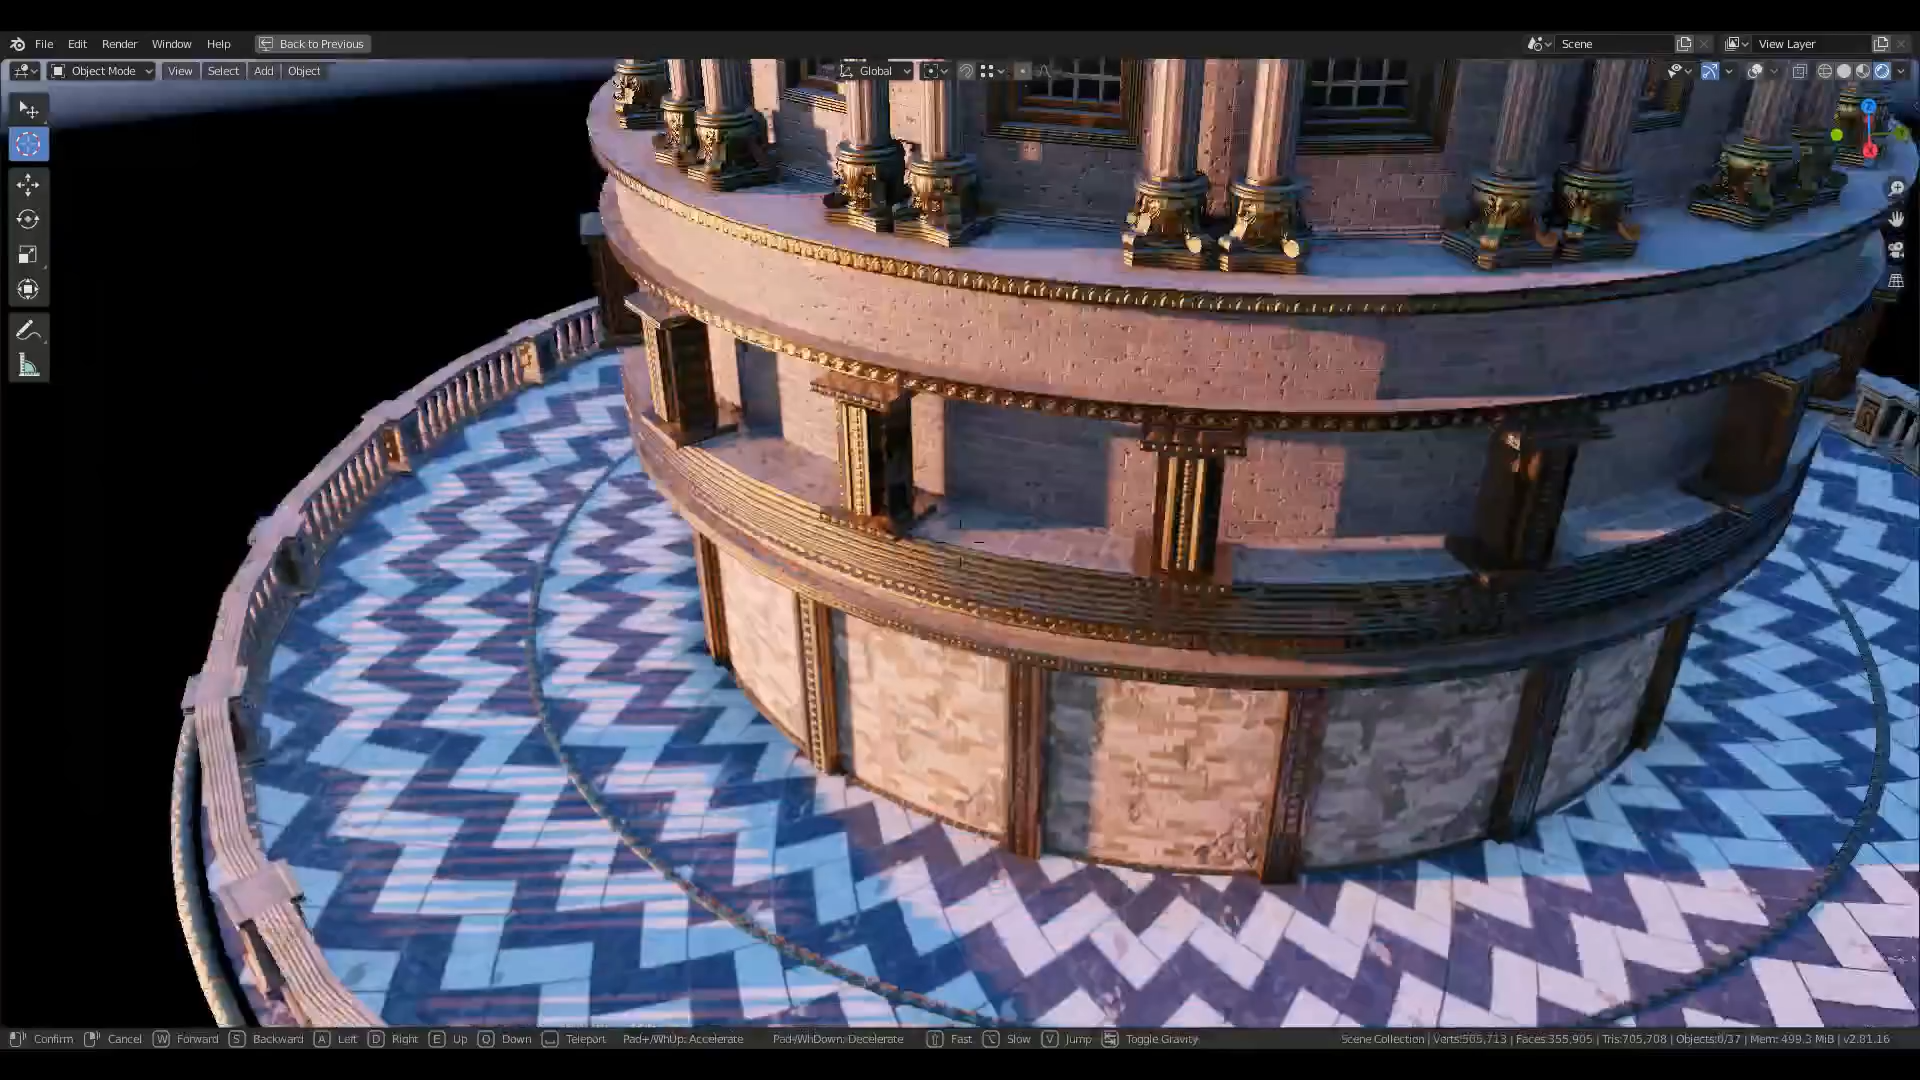 File Edit Render Window Help Back to Previous Scene View Layer
Object Mode View Select Add Object Global
Confirm Cancel W Forward S Backward A Left D Right E Up Q Down Teleport Pad+/WhUp: Accelerate Pad-/WhDown: Decelerate Fast Slow V Jump Toggle Gravity Scene Collection | Verts:505,713 | Faces:355,905 | Tris:705,708 | Objects:0/37 | Mem: 499.3 MiB | v2.81.16